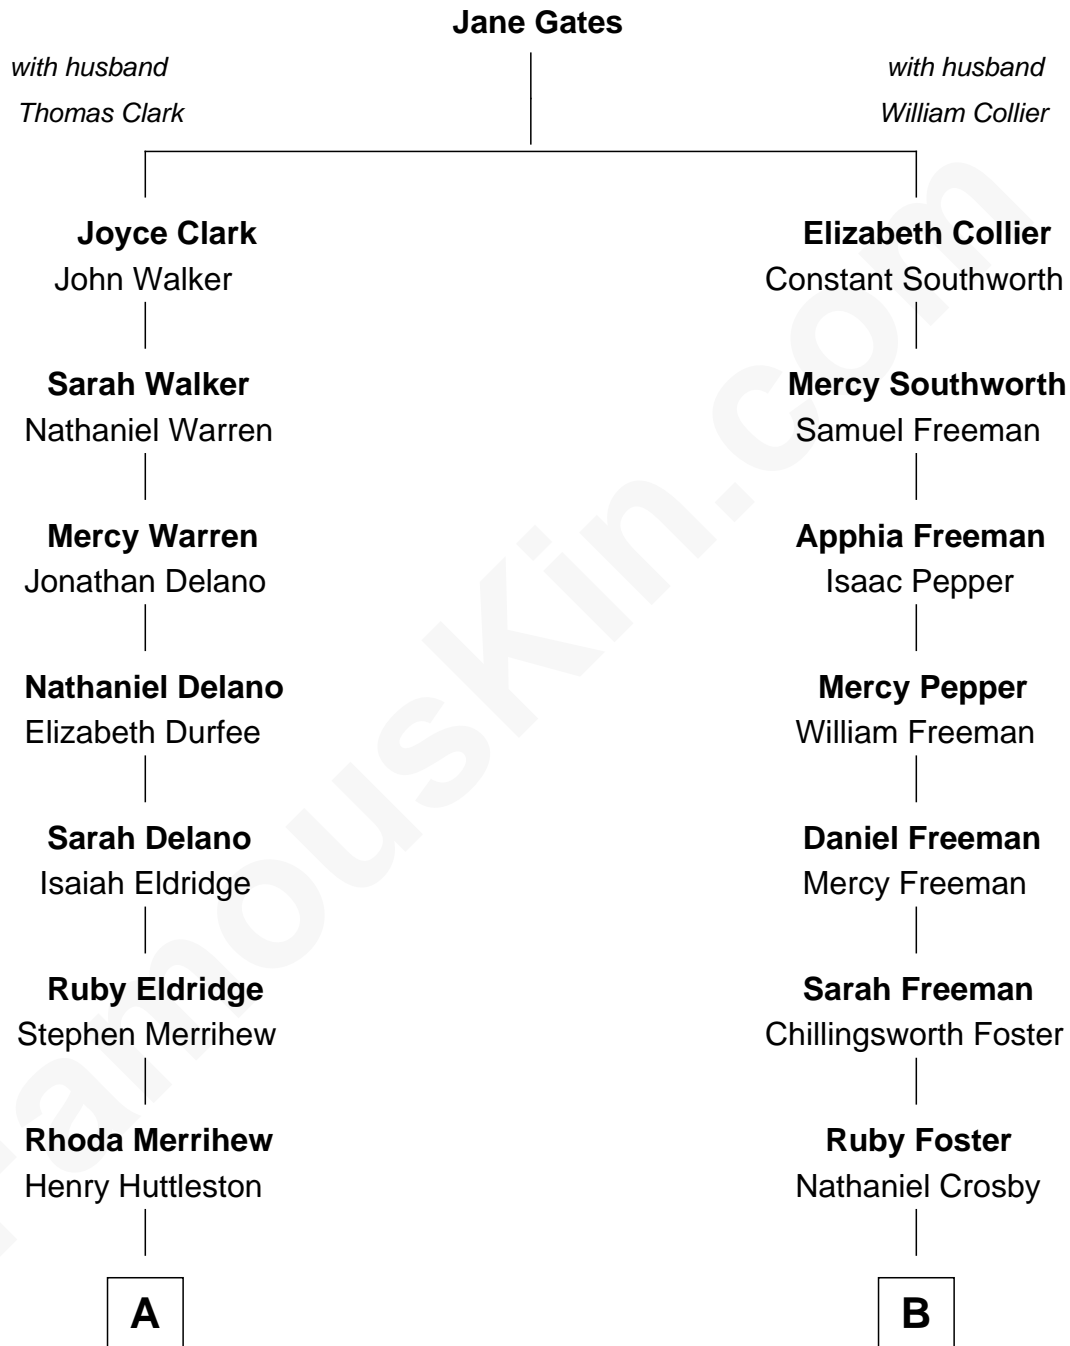 Jane Gates
with husband
Thomas Clark
with husband
William Collier
Joyce Clark
John Walker
Sarah Walker
Nathaniel Warren
Mercy Warren
Jonathan Delano
Nathaniel Delano
Elizabeth Durfee
Sarah Delano
Isaiah Eldridge
Ruby Eldridge
Stephen Merrihew
Rhoda Merrihew
Henry Huttleston
A
Elizabeth Collier
Constant Southworth
Mercy Southworth
Samuel Freeman
Apphia Freeman
Isaac Pepper
Mercy Pepper
William Freeman
Daniel Freeman
Mercy Freeman
Sarah Freeman
Chillingsworth Foster
Ruby Foster
Nathaniel Crosby
B
FamousKin.com